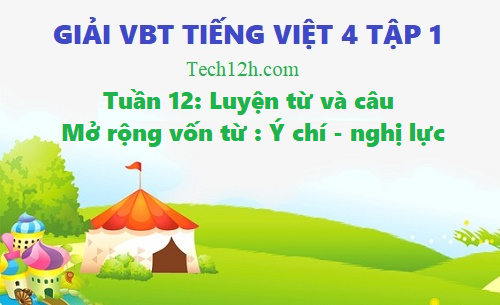 GIẢI VBT TIẾNG VIỆT 4 TẬP 1
Tech12h.com
Tuần 12: Luyện từ và câu
Mở rộng vốn từ : Ý chí - nghị lực